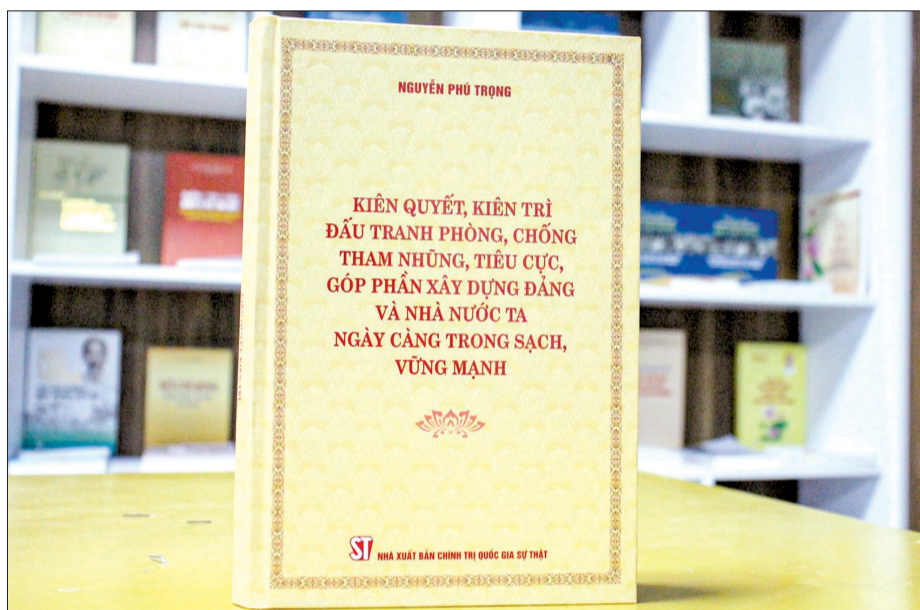 NGUYỄN PHÚ TRỌNG
KIÊN QUYẾT, KIÊN TRÌ
ĐẤU TRANH PHÒNG, CHỐNG
THAM NHŨNG, TIÊU CỰC,
GÓP PHẦN XÂY DỰNG ĐẢNG
VÀ NHÀ NƯỚC TA
NGÀY CÀNG TRONG SẠCH,
VỮNG MẠNH
ST NHÀ XUẤT BẢN CHÍNH TRỊ QUỐC GIA SỰ THẬT